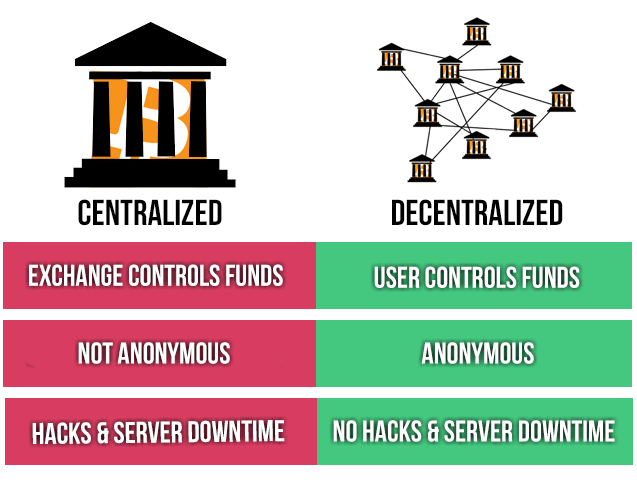 CENTRALIZED
DECENTRALIZED
EXCHANGE CONTROLS FUNDS
USER CONTROLS FUNDS
NOT ANONYMOUS
ANONYMOUS
HACKS & SERVER DOWNTIME
NO HACKS & SERVER DOWNTIME